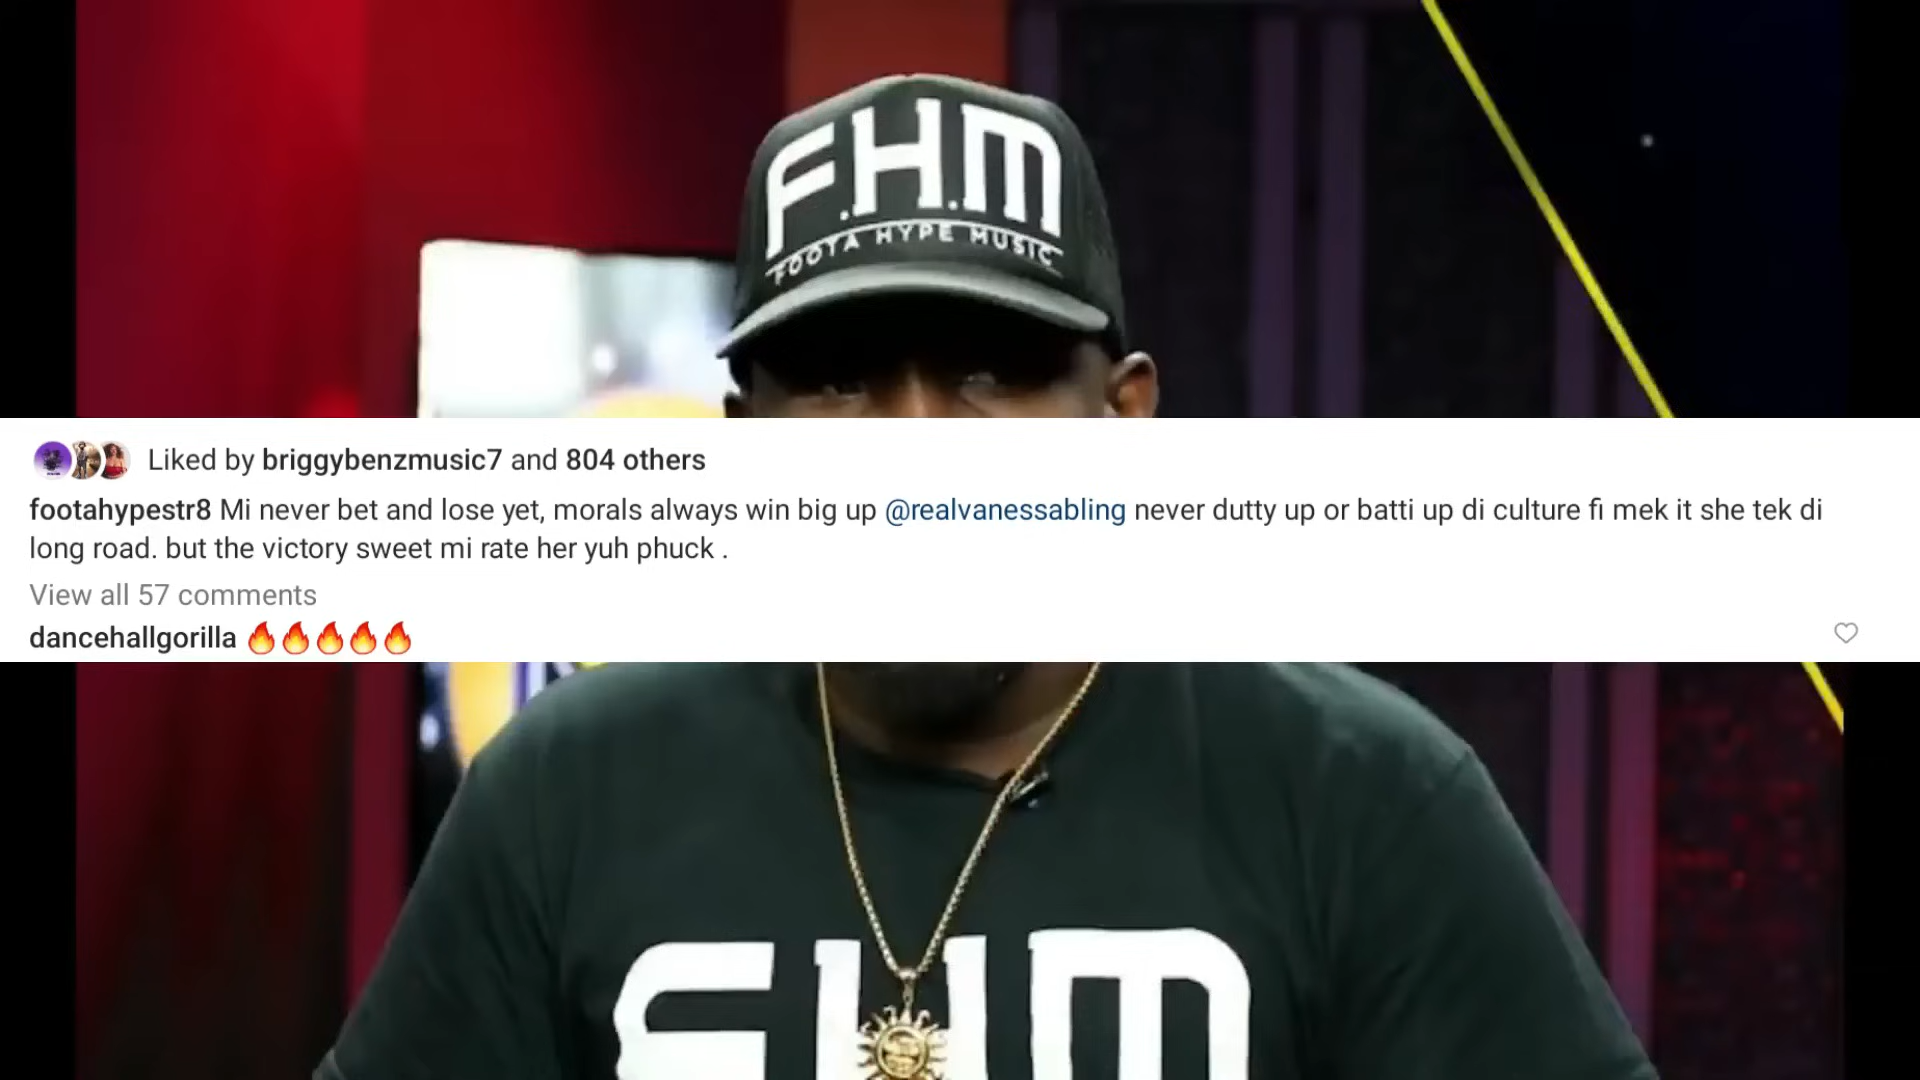 F.H.M
FOOTA HYPE MUSIC
Liked by briggybenzmusic7 and 804 others
footahypestr8 Mi never bet and lose yet, morals always win big up @realvanessabling never dutty up or batti up di culture fi mek it she tek di
long road. but the victory sweet mi rate her yuh phuck .
View all 57 comments
dancehallgorilla 🔥🔥🔥🔥🔥
FHM